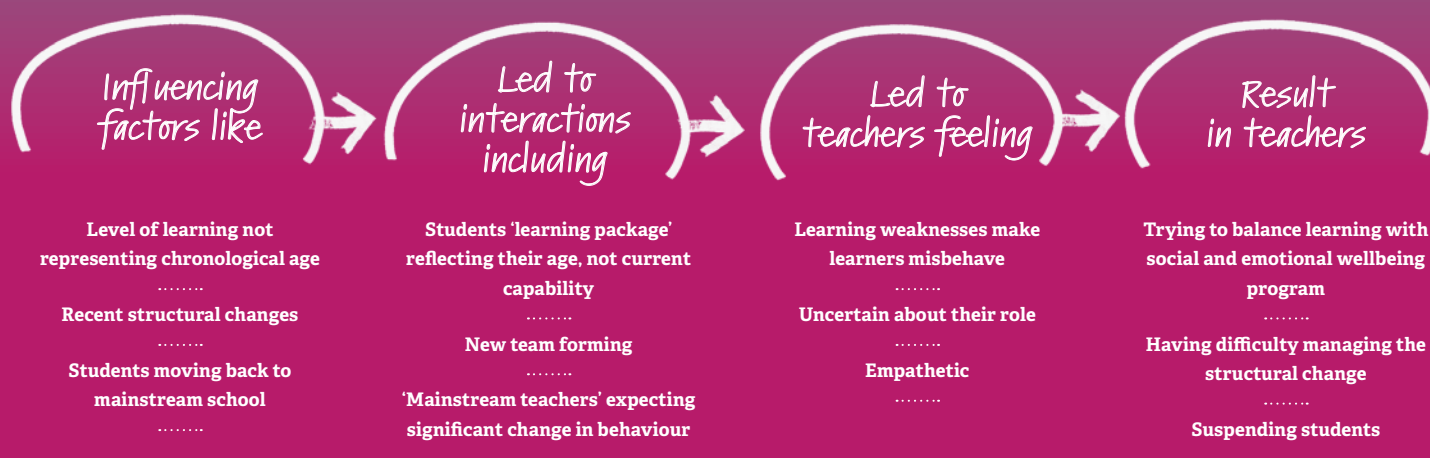 Influencing
factors like
Led to
interactions
including
Led to
teachers feeling
Result
in teachers
Level of learning not
representing chronological age
........
Recent structural changes
........
Students moving back to
mainstream school
........
Students ‘learning package’
reflecting their age, not current
capability
........
New team forming
........
‘Mainstream teachers’ expecting
significant change in behaviour
Learning weaknesses make
learners misbehave
........
Uncertain about their role
........
Empathetic
........
Trying to balance learning with
social and emotional wellbeing
program
........
Having difficulty managing the
structural change
........
Suspending students